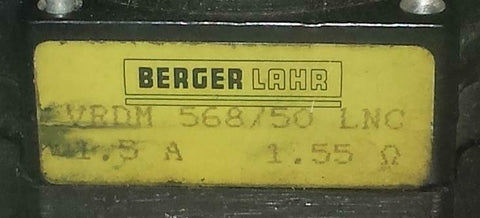 BERGER LAHR
VRDM 568/50 LNC
1.5 A 1.55 Ω